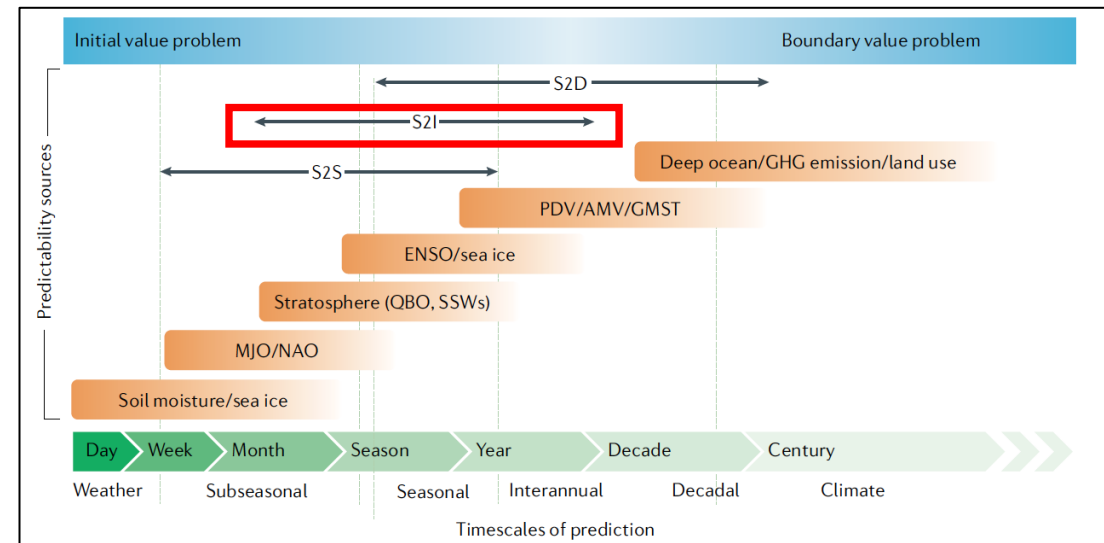 Initial value problem
Boundary value problem
S2D
S2I
S2S
Deep ocean/GHG emission/land use
PDV/AMV/GMST
ENSO/sea ice
Stratosphere (QBO, SSWs)
MJO/NAO
Soil moisture/sea ice
Predictability sources
Day Week Month Season Year Decade Century
Weather Subseasonal Seasonal Interannual Decadal Climate
Timescales of prediction